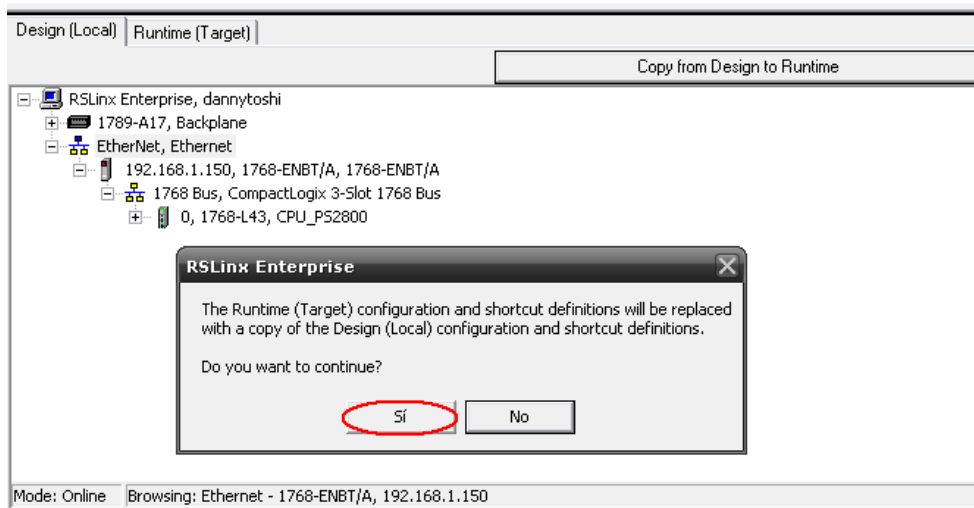 Design (Local) Runtime (Target)
Copy from Design to Runtime
RSLinx Enterprise, dannytoshi
1789-A17, Backplane
EtherNet, Ethernet
192.168.1.150, 1768-ENBT/A, 1768-ENBT/A
1768 Bus, CompactLogix 3-Slot 1768 Bus
0, 1768-L43, CPU_PS2800
RSLinx Enterprise
The Runtime (Target) configuration and shortcut definitions will be replaced
with a copy of the Design (Local) configuration and shortcut definitions.
Do you want to continue?
Sí No
Mode: Online Browsing: Ethernet - 1768-ENBT/A, 192.168.1.150